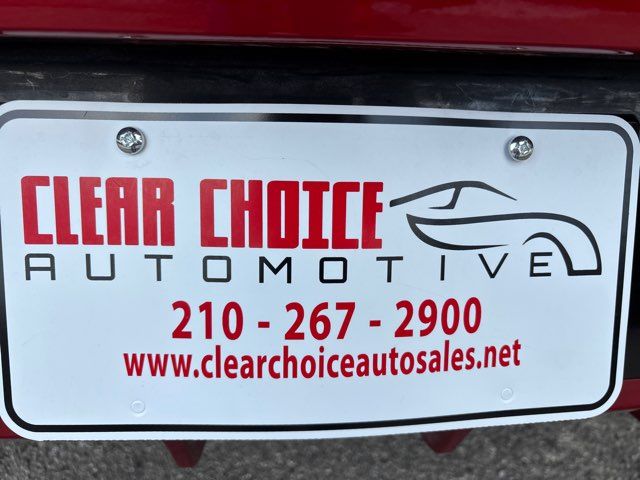 CLEAR CHOICE
AUTOMOTIVE
210 - 267 - 2900
www.clearchoiceautosales.net